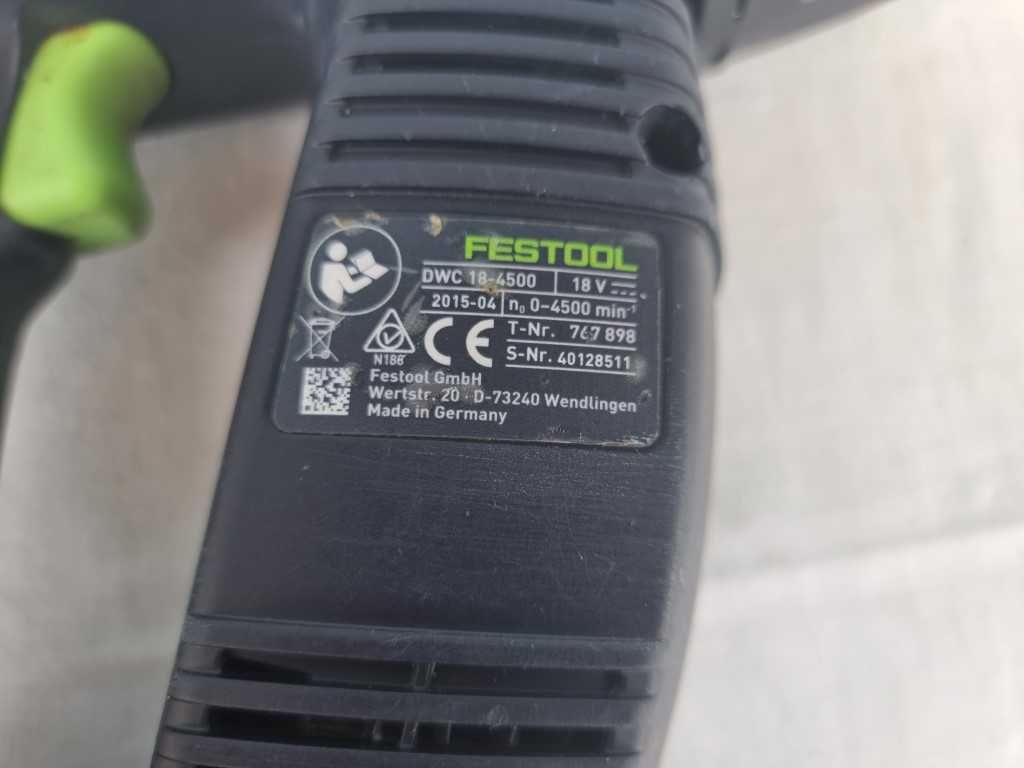 FESTOOL
DWC 18-4500 18 V
2015-04 n₀ 0-4500 min⁻¹
T-Nr. 767 898
S-Nr. 40128511
N186
CE
Festool GmbH
Wertstr. 20 · D-73240 Wendlingen
Made in Germany